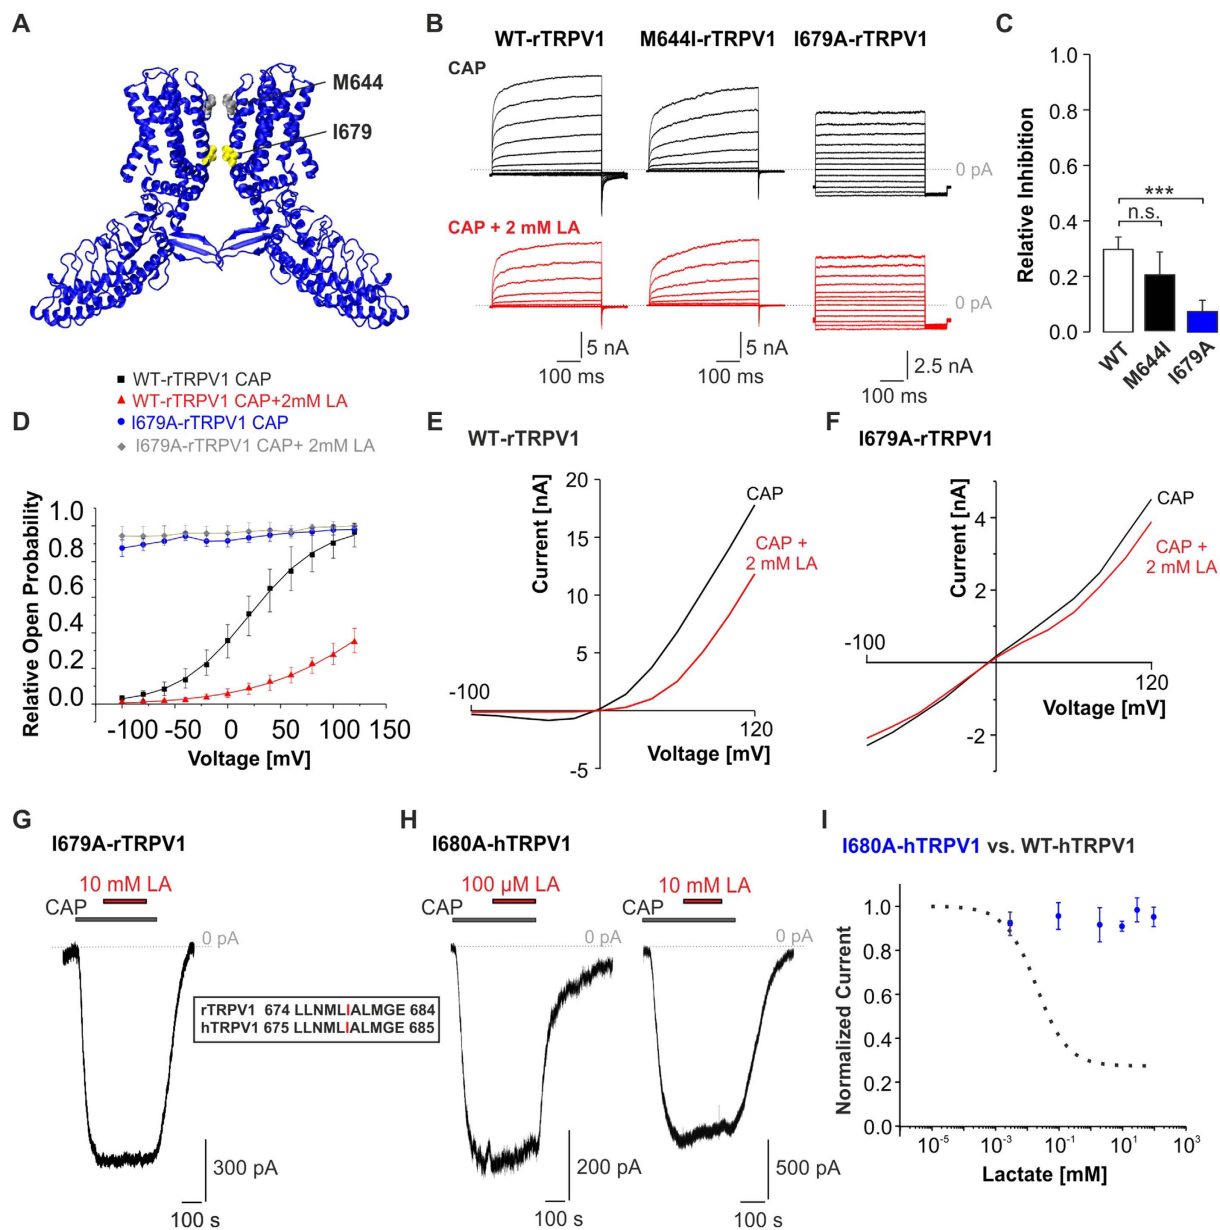 A
M644
I679
B
WT-rTRPV1 M644I-rTRPV1 I679A-rTRPV1
CAP
0 pA
CAP + 2 mM LA
0 pA
5 nA
100 ms
5 nA
100 ms
2.5 nA
100 ms
C
Relative Inhibition
1.0
0.8
0.6
0.4
0.2
0.0
***
n.s.
WT
M644I
I679A
D
WT-rTRPV1 CAP
WT-rTRPV1 CAP+2mM LA
I679A-rTRPV1 CAP
I679A-rTRPV1 CAP+ 2mM LA
Relative Open Probability
1.0
0.8
0.6
0.4
0.2
0.0
-100 -50 0 50 100 150
Voltage [mV]
E
WT-rTRPV1
Current [nA]
20
15
10
5
-5
-100
120
Voltage [mV]
CAP
CAP +
2 mM LA
F
I679A-rTRPV1
Current [nA]
4
2
-2
-100
120
Voltage [mV]
CAP
CAP +
2 mM LA
G
I679A-rTRPV1
10 mM LA
CAP
0 pA
300 pA
100 s
rTRPV1 674 LLNMLIALMGE 684
hTRPV1 675 LLNMLIALMGE 685
H
I680A-hTRPV1
100 µM LA
CAP
0 pA
200 pA
100 s
10 mM LA
CAP
0 pA
500 pA
100 s
I
I680A-hTRPV1 vs. WT-hTRPV1
Normalized Current
1.0
0.8
0.6
0.4
0.2
0.0
10⁻⁵ 10⁻³ 10⁻¹ 10¹ 10³
Lactate [mM]